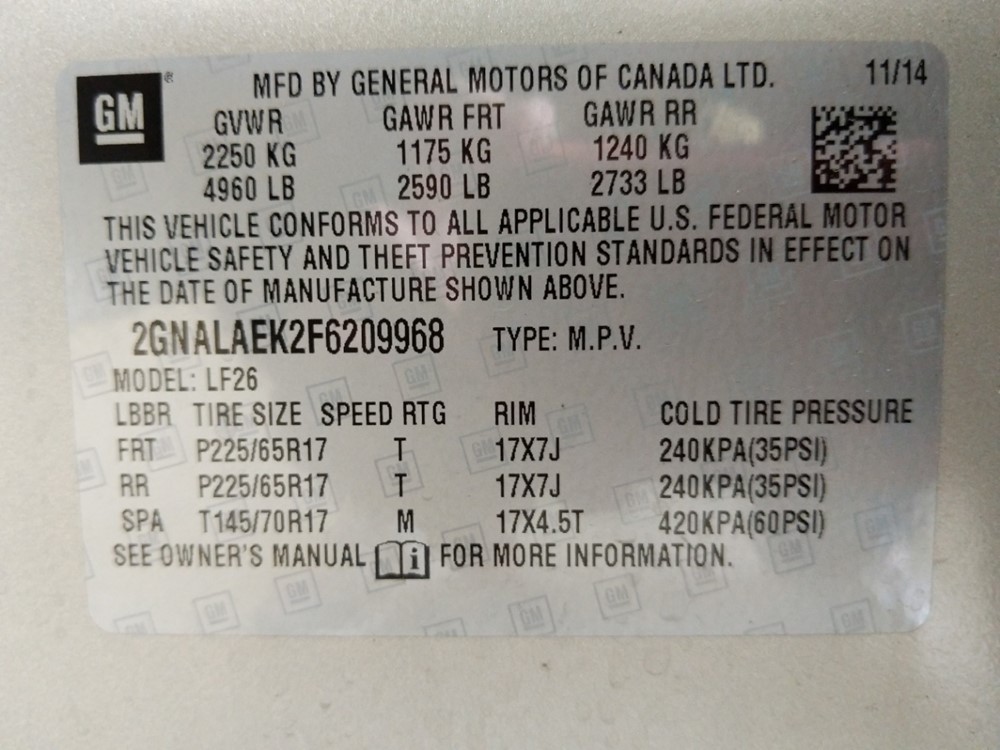 GM® MFD BY GENERAL MOTORS OF CANADA LTD. 11/14
GVWR GAWR FRT GAWR RR
2250 KG 1175 KG 1240 KG
4960 LB 2590 LB 2733 LB
THIS VEHICLE CONFORMS TO ALL APPLICABLE U.S. FEDERAL MOTOR
VEHICLE SAFETY AND THEFT PREVENTION STANDARDS IN EFFECT ON
THE DATE OF MANUFACTURE SHOWN ABOVE.
2GNALAEK2F6209968 TYPE: M.P.V.
MODEL: LF26
LBBR TIRE SIZE SPEED RTG RIM COLD TIRE PRESSURE
FRT P225/65R17 T 17X7J 240KPA(35PSI)
RR P225/65R17 T 17X7J 240KPA(35PSI)
SPA T145/70R17 M 17X4.5T 420KPA(60PSI)
SEE OWNER'S MANUAL i FOR MORE INFORMATION.